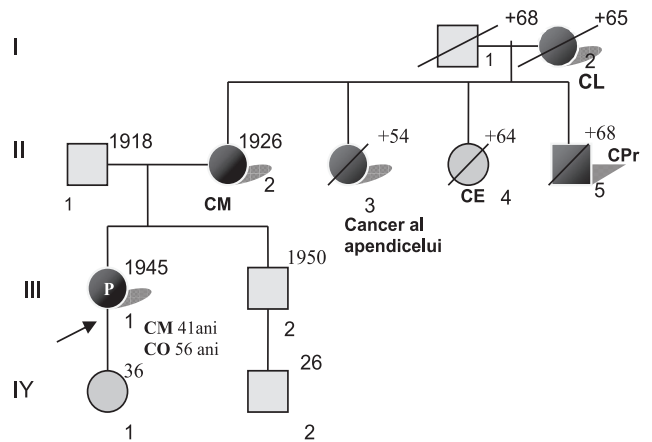 I
+68
+65
1
2
CL
II
1918
1926
+54
+64
+68
CPr
1
2
CM
3
CE 4
5
Cancer al
apendicelui
III
P
1945
1950
1
CM 41ani
2
CO 56 ani
IY
36
26
1
2